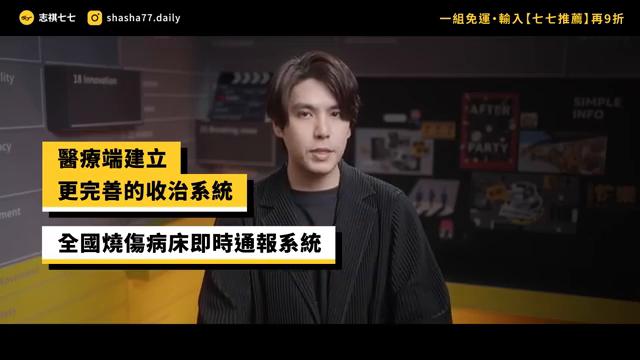 志祺七七
shasha77.daily
一組免運•輸入【七七推薦】再9折
18 Innovation
AFTER
PARTY
SIMPLE
INFO
醫療端建立
更完善的收治系統
全國燒傷病床即時通報系統